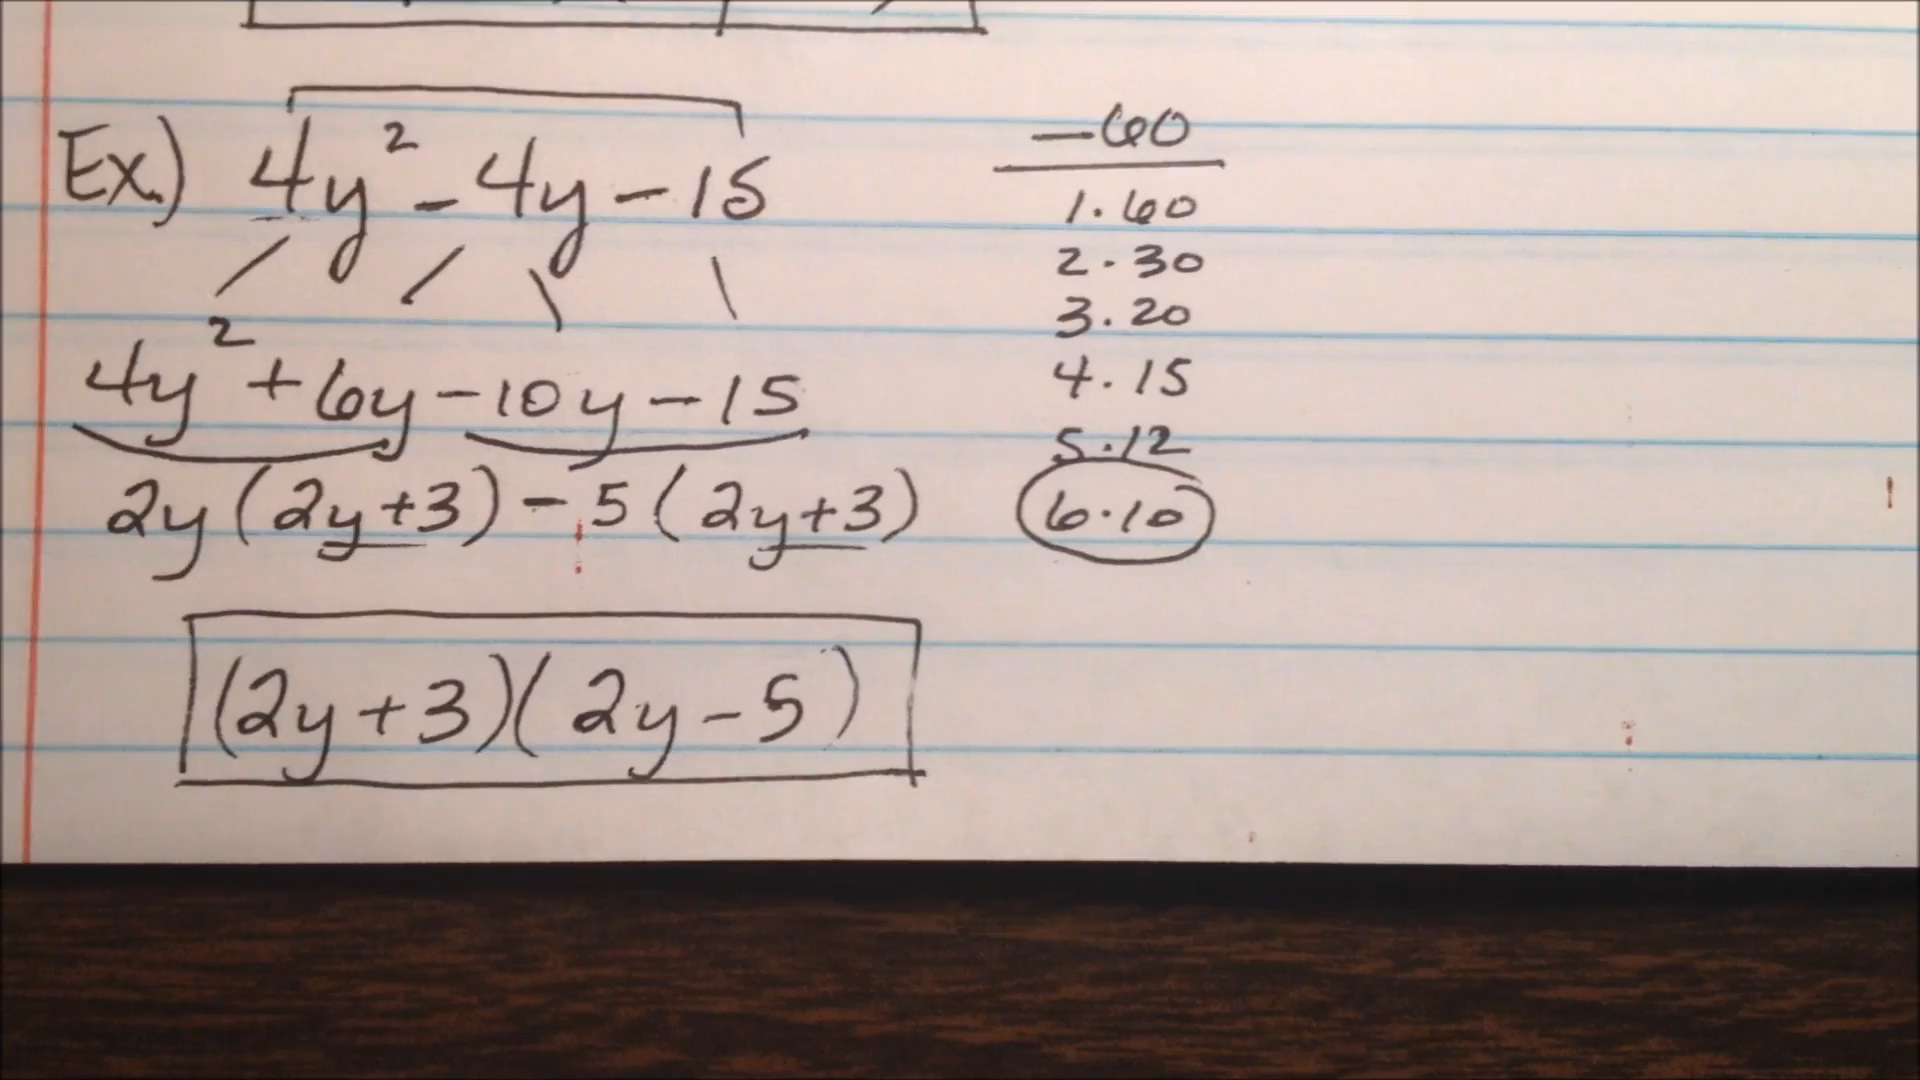 Ex.) 4y² - 4y - 15
4y² + 6y - 10y - 15
2y (2y+3) - 5 (2y+3)
(2y+3)(2y-5)
-60
1·60
2·30
3·20
4·15
5·12
6·10